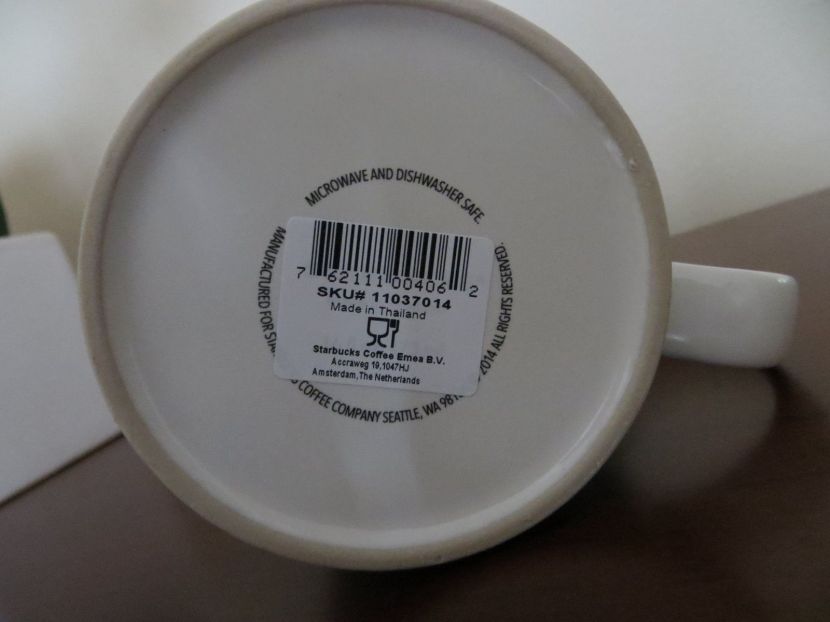 MICROWAVE AND DISHWASHER SAFE.
7 62111 00406 2
SKU# 11037014
Made in Thailand
Starbucks Coffee Emea B.V.
Accraweg 19,1047HJ
Amsterdam,The Netherlands
MANUFACTURED FOR
COFFEE COMPANY SEATTLE, WA
2014 ALL RIGHTS RESERVED.